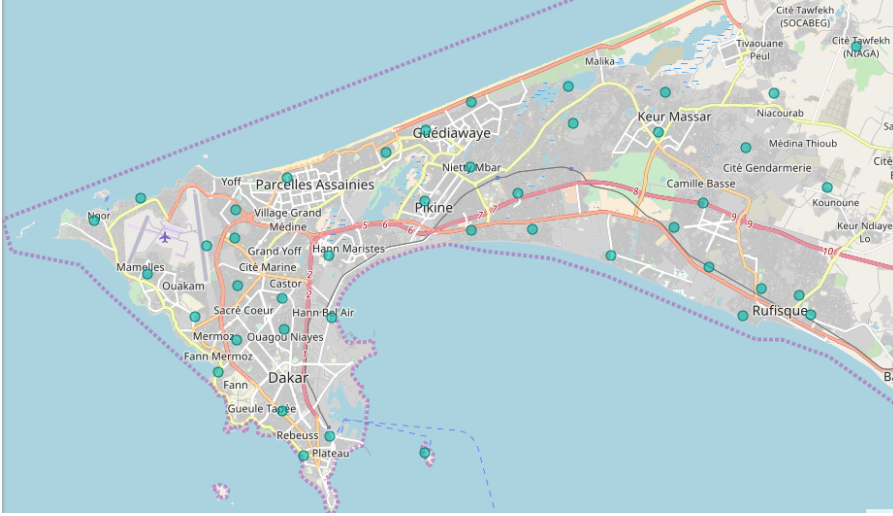 Cité Tawfekh
(SOCABEG)
Tivaouane
Peul
Cité Tawfekh
(NIAGA)
Malika
Keur Massar
Niacourab
Guédiawaye
Médina Thioub
Nietty Mbar
Cité Gendarmerie
Yoff
Parcelles Assainies
Camille Basse
8
Kounoune
Pikine
Ngor
Village Grand
Médine
5
6
6
7
7
9
9
Keur Ndiaye
Lo
Grand Yoff
Hann Maristes
10
Mamelles
Cité Marine
Ouakam
Castor
2
Sacré Coeur
Hann-Bel Air
Rufisque
Mermoz
Ouagou Niayes
Fann Mermoz
Fann
Dakar
Gueule Tapée
Rebeuss
Plateau